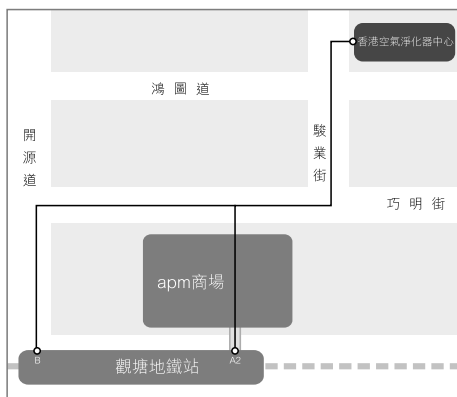 香港空氣淨化器中心
鴻圖道
開源道
駿業街
巧明街
apm商場
B
觀塘地鐵站
A2